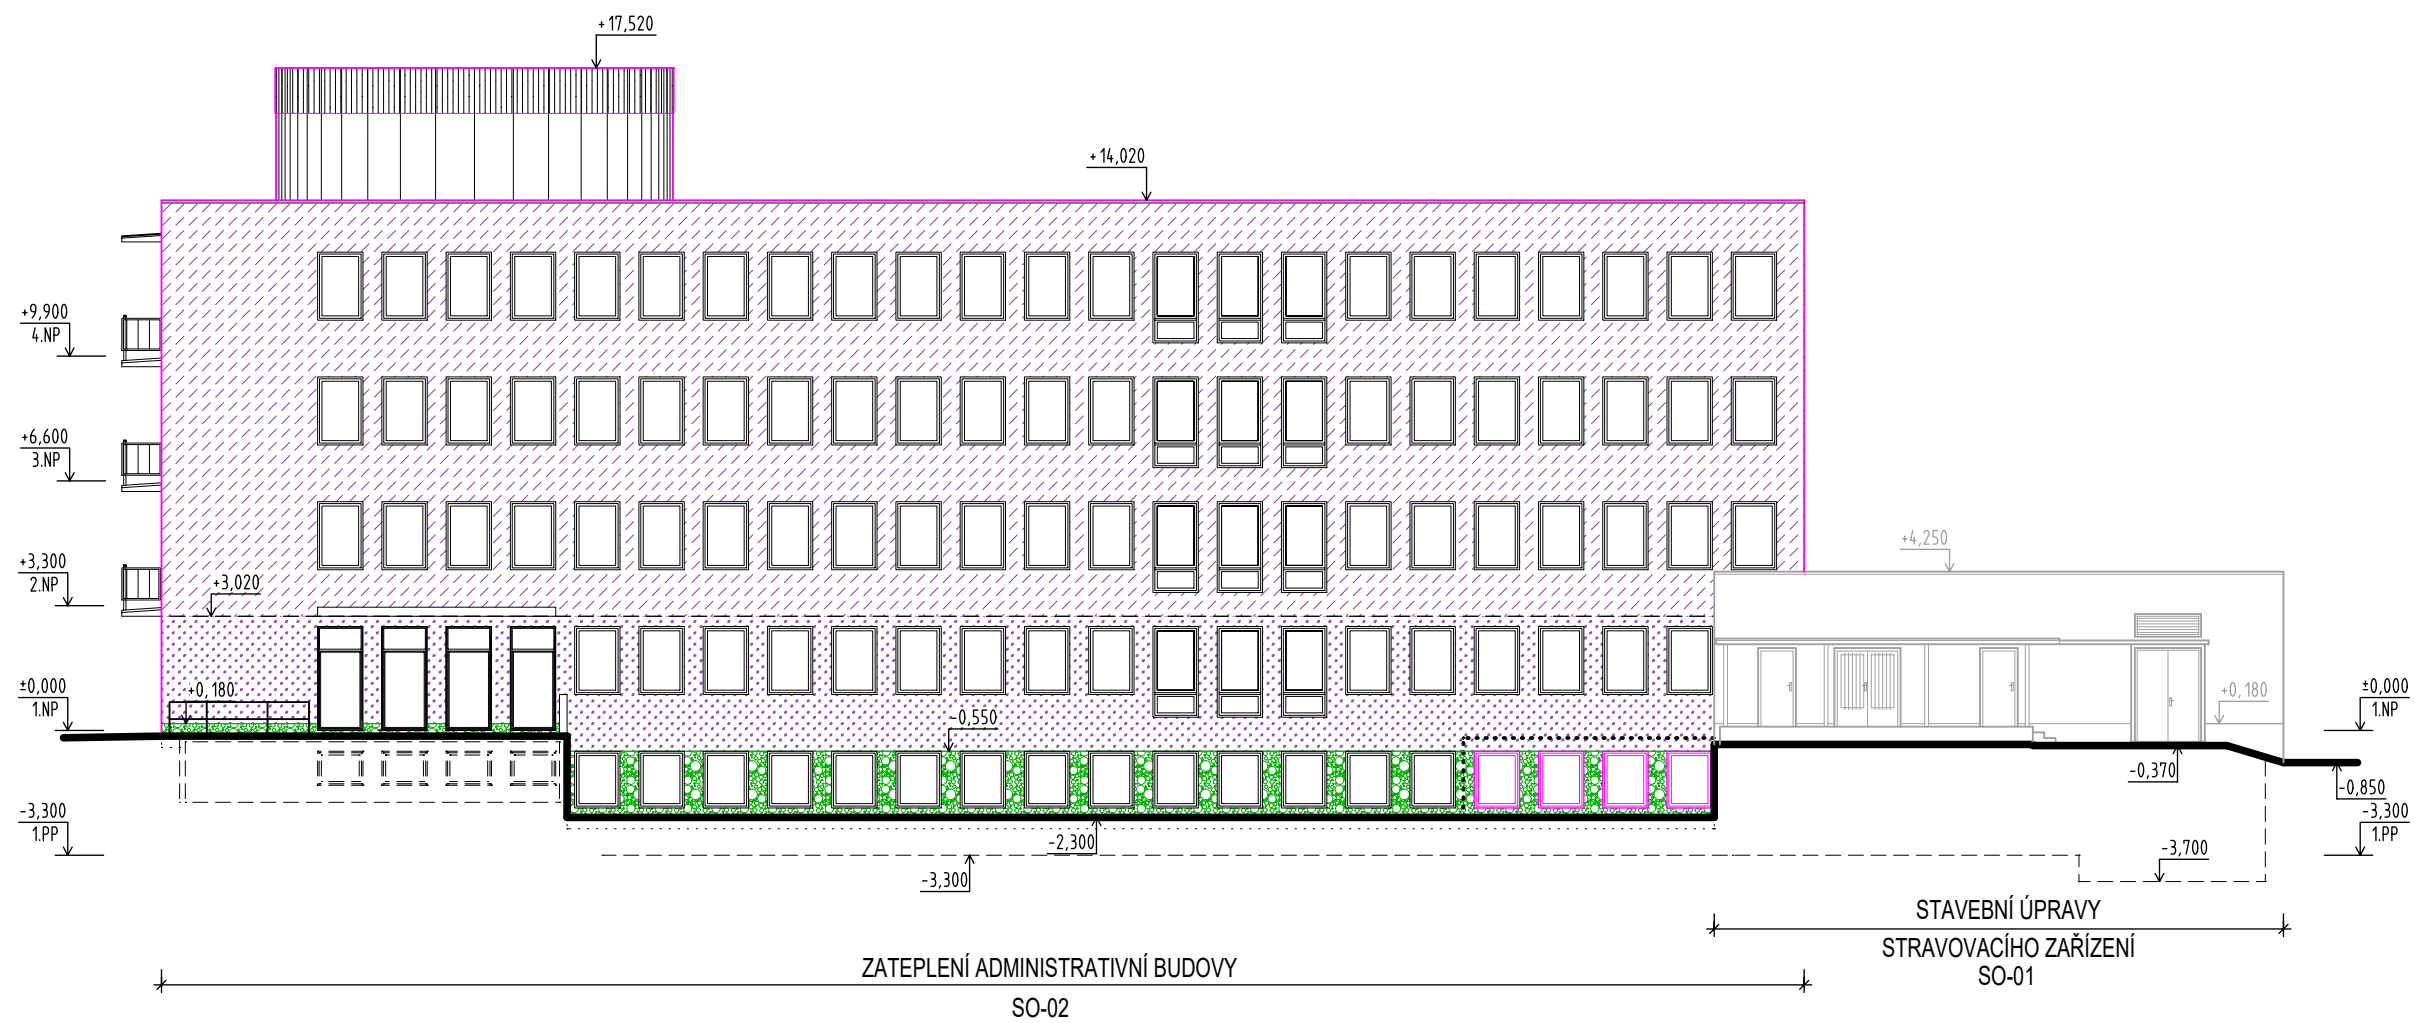 +17,520
+14,020
+9,900
4.NP
+6,600
3.NP
+4,250
+3,300
2.NP
+3,020
±0,000
1.NP
+0,180
+0,180
±0,000
1.NP
-0,550
-0,370
-0,850
-3,300
1.PP
-2,300
-3,300
1.PP
-3,700
-3,300
STAVEBNÍ ÚPRAVY
STRAVOVACÍHO ZAŘÍZENÍ
SO-01
ZATEPLENÍ ADMINISTRATIVNÍ BUDOVY
SO-02